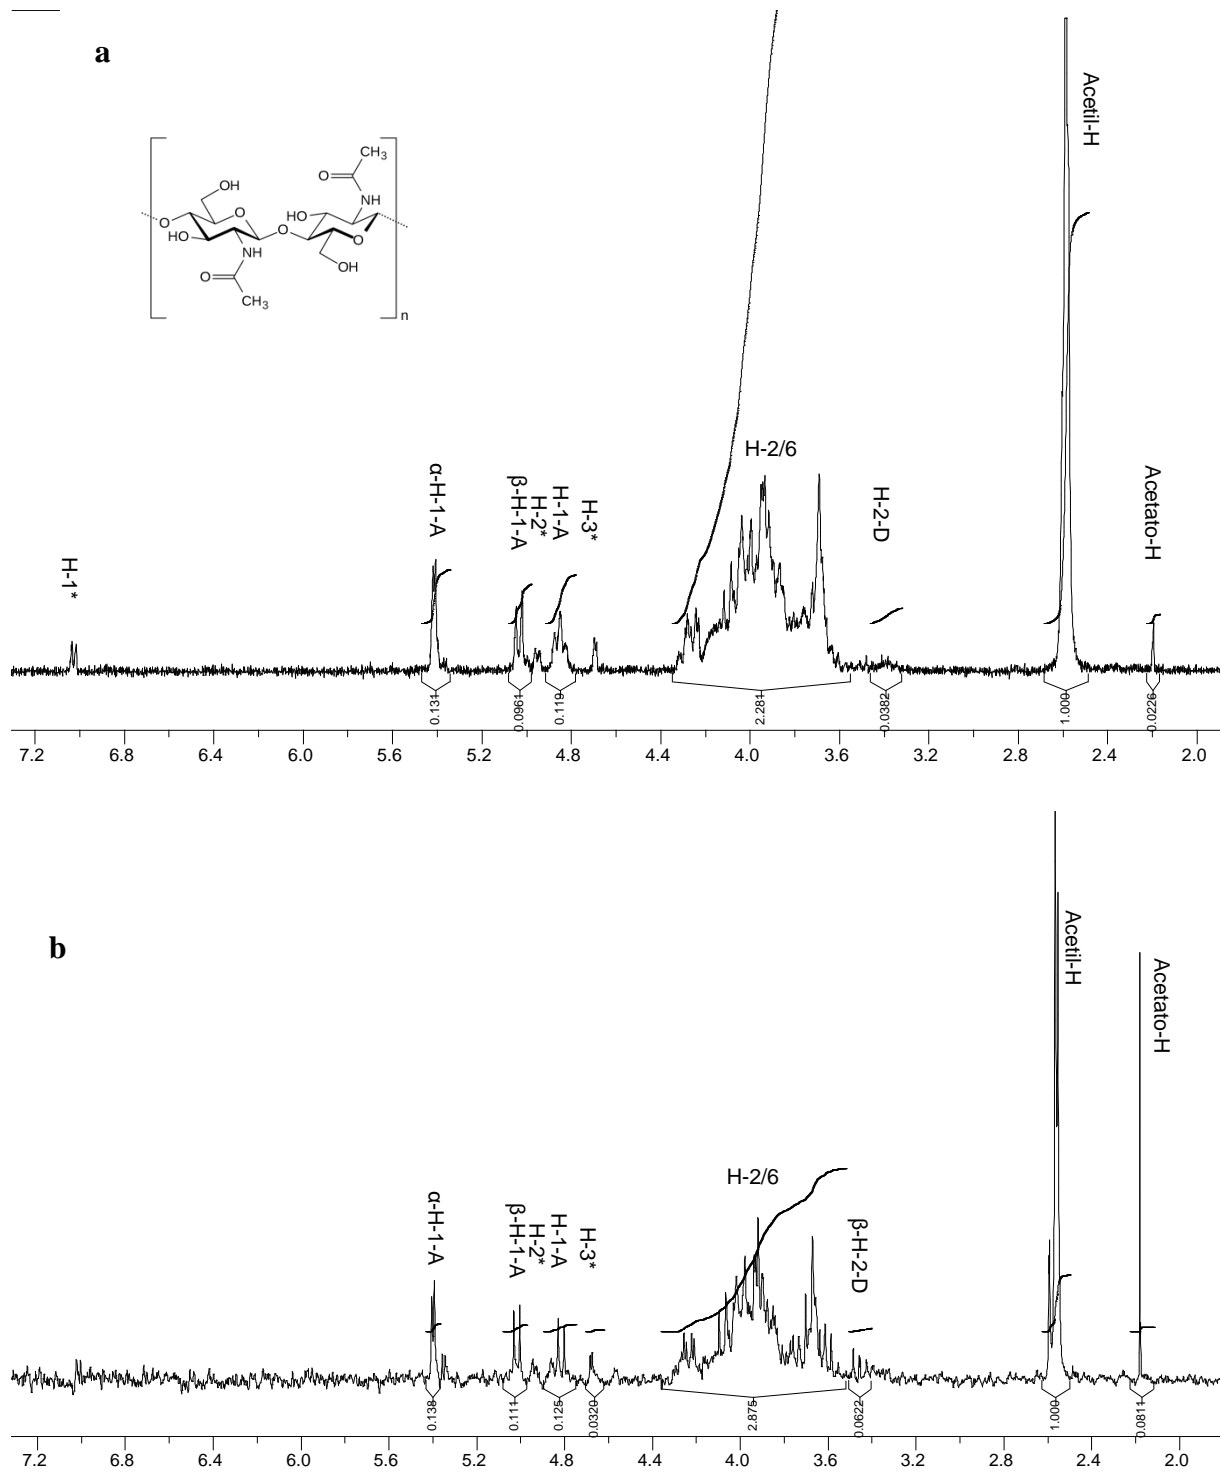 a
CH3
O
NH
OH
O
HO
O
O
HO
NH
O
OH
O
CH3
n
H-1*
α-H-1-A
β-H-1-A
H-2*
H-1-A
H-3*
H-2/6
H-2-D
Acetil-H
Acetato-H
0.131
0.0961
0.119
2.281
0.0382
1.000
0.0226
7.2 6.8 6.4 6.0 5.6 5.2 4.8 4.4 4.0 3.6 3.2 2.8 2.4 2.0
b
α-H-1-A
β-H-1-A
H-2*
H-1-A
H-3*
H-2/6
β-H-2-D
Acetil-H
Acetato-H
0.138
0.111
0.125
0.0320
2.875
0.0622
1.000
0.0811
7.2 6.8 6.4 6.0 5.6 5.2 4.8 4.4 4.0 3.6 3.2 2.8 2.4 2.0